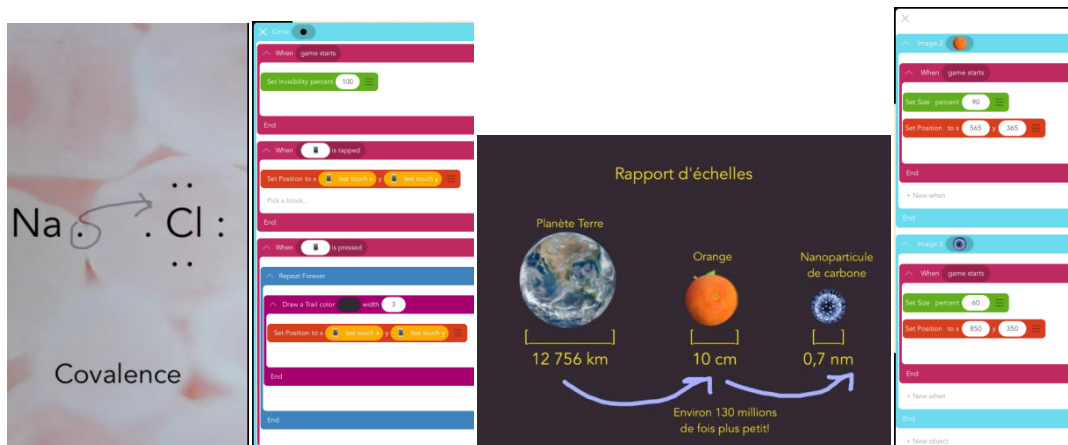 Na . . Cl :
Covalence
Circle
When game starts
Set Invisibility percent 100
End
When is tapped
Set Position to x last touch x y last touch y
Pick a block...
End
When is pressed
Repeat Forever
Draw a Trail color width 3
Set Position to x last touch x y last touch y
End
End
Rapport d'échelles
Planète Terre
Orange
Nanoparticule
de carbone
12 756 km
10 cm
0,7 nm
Environ 130 millions
de fois plus petit!
Image 2
When game starts
Set Size percent 90
Set Position to x 565 y 365
End
+ New when
End
Image 3
When game starts
Set Size percent 60
Set Position to x 850 y 350
End
+ New when
End
+ New object